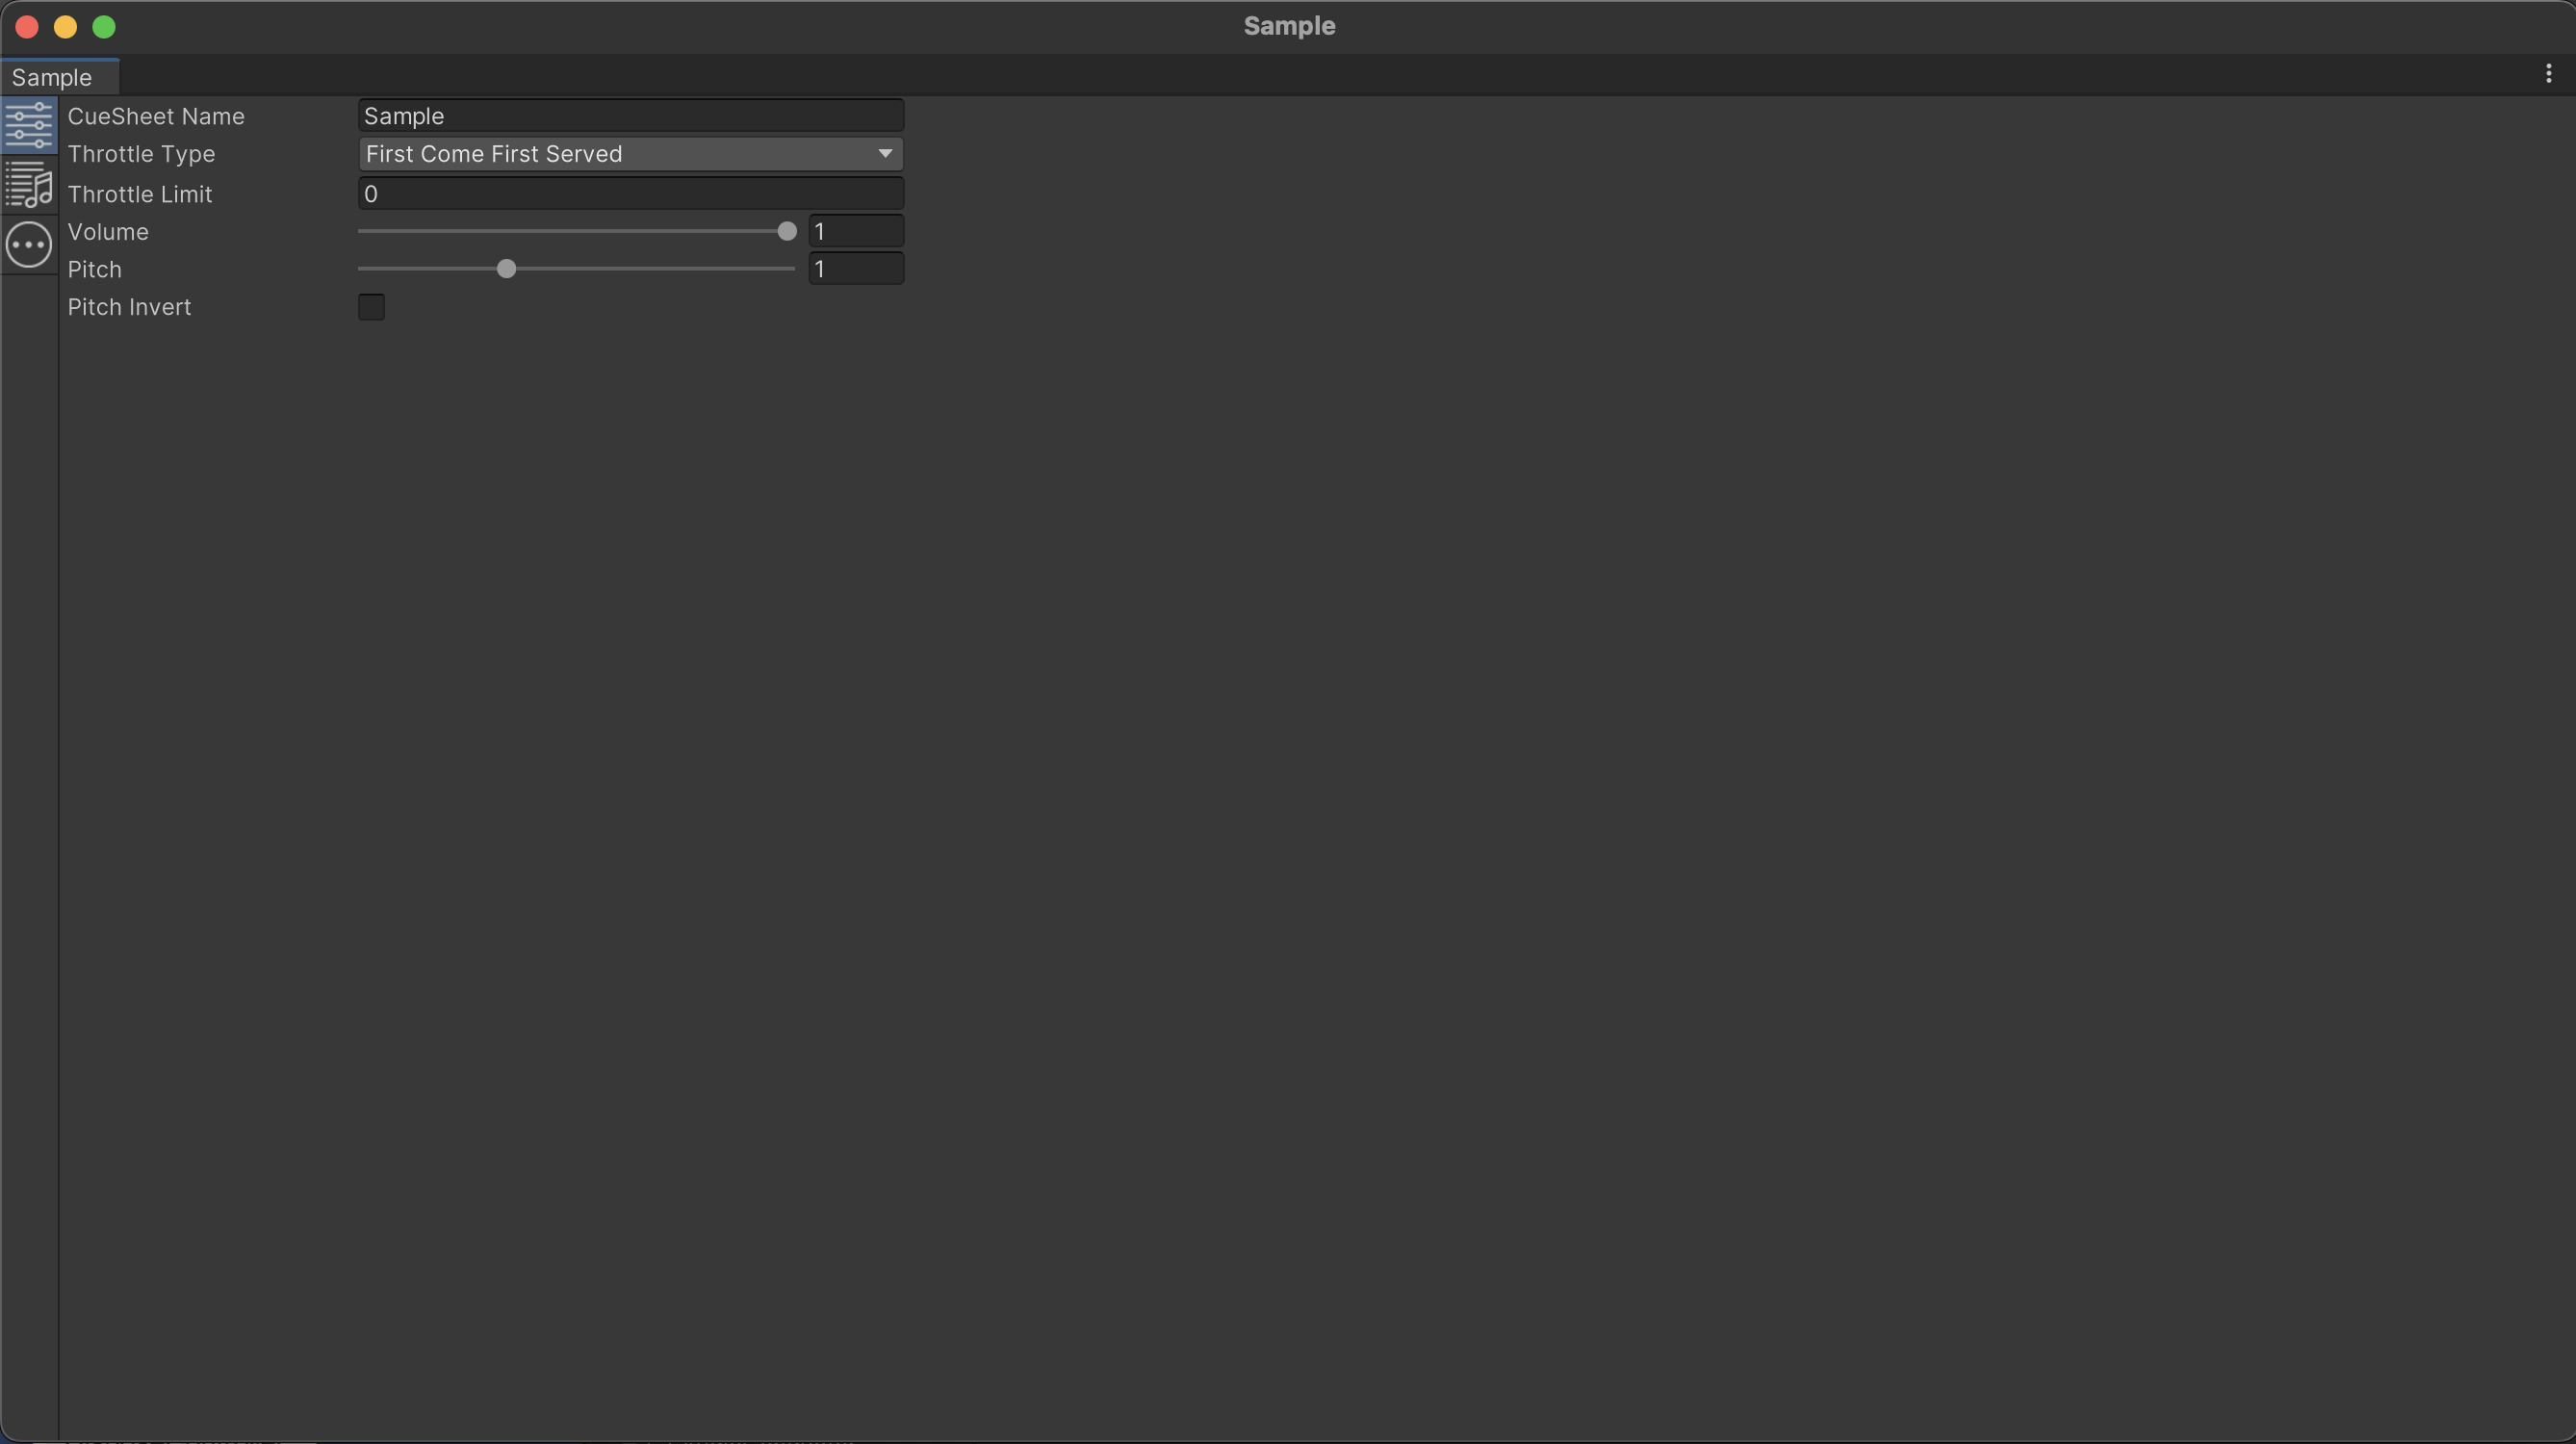 Sample
Sample
CueSheet Name Sample
Throttle Type First Come First Served
Throttle Limit 0
Volume 1
Pitch 1
Pitch Invert